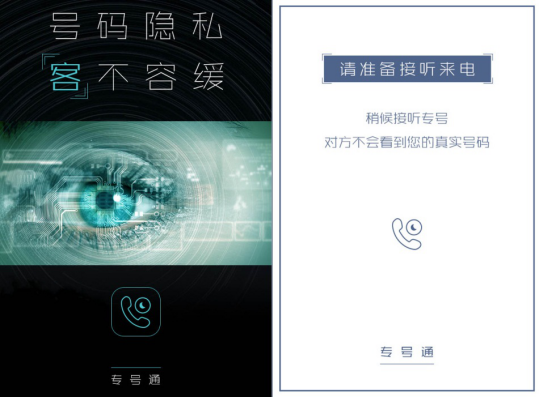 号码隐私
客不容缓
专号通
请准备接听来电
稍候接听专号
对方不会看到您的真实号码
专号通